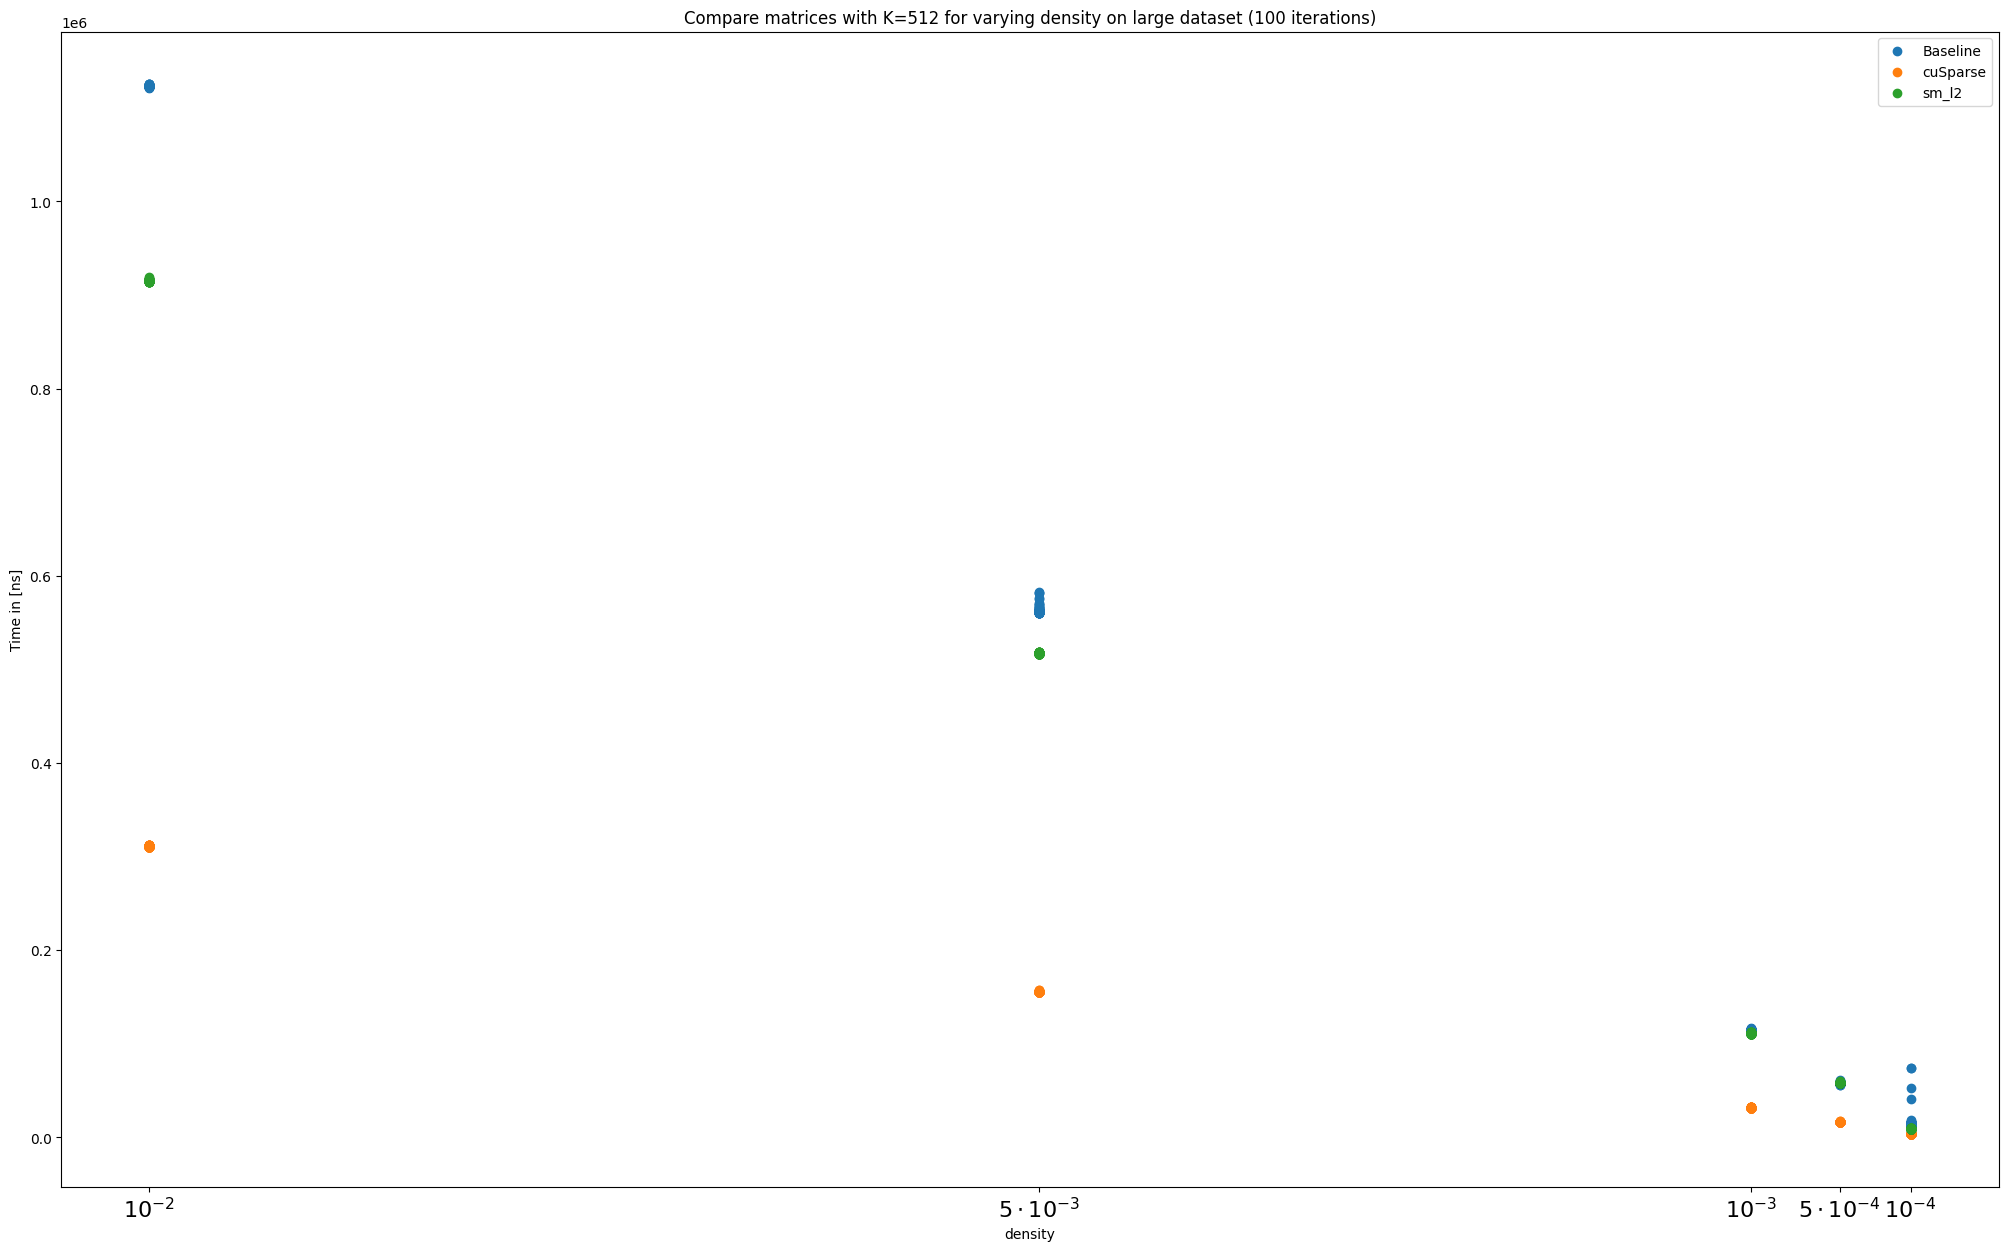 Compare matrices with K=512 for varying density on large dataset (100 iterations)
1e6
Baseline
cuSparse
sm_l2
1.0
0.8
0.6
0.4
0.2
0.0
Time in [ns]
10⁻² 5·10⁻³ 10⁻³ 5·10⁻⁴ 10⁻⁴
density